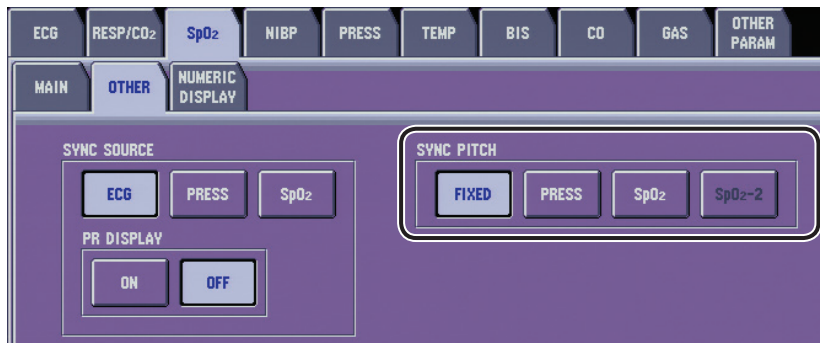 ECG RESP/CO₂ SpO₂ NIBP PRESS TEMP BIS CO GAS OTHER PARAM
MAIN OTHER NUMERIC DISPLAY
SYNC SOURCE
ECG PRESS SpO₂
PR DISPLAY
ON OFF
SYNC PITCH
FIXED PRESS SpO₂ SpO₂-2